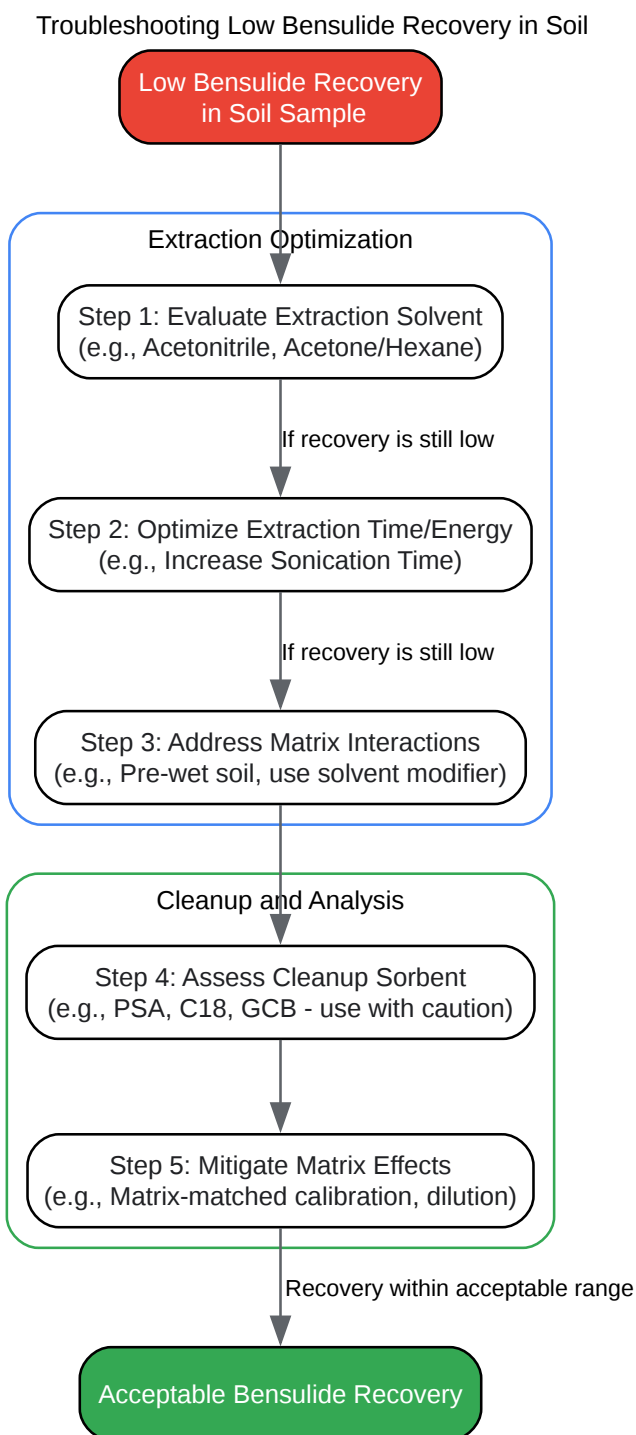 Troubleshooting Low Bensulide Recovery in Soil
Low Bensulide Recovery
in Soil Sample
Extraction Optimization
Step 1: Evaluate Extraction Solvent
(e.g., Acetonitrile, Acetone/Hexane)
If recovery is still low
Step 2: Optimize Extraction Time/Energy
(e.g., Increase Sonication Time)
If recovery is still low
Step 3: Address Matrix Interactions
(e.g., Pre-wet soil, use solvent modifier)
Cleanup and Analysis
Step 4: Assess Cleanup Sorbent
(e.g., PSA, C18, GCB - use with caution)
Step 5: Mitigate Matrix Effects
(e.g., Matrix-matched calibration, dilution)
Recovery within acceptable range
Acceptable Bensulide Recovery